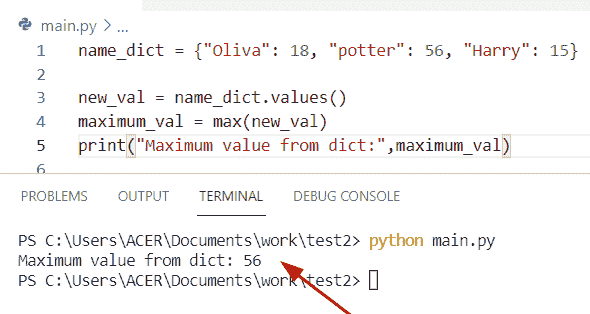 main.py > ...
1 name_dict = {"Oliva": 18, "potter": 56, "Harry": 15}
2
3 new_val = name_dict.values()
4 maximum_val = max(new_val)
5 print("Maximum value from dict:",maximum_val)
6
PROBLEMS OUTPUT TERMINAL DEBUG CONSOLE
PS C:\Users\ACER\Documents\work\test2> python main.py
Maximum value from dict: 56
PS C:\Users\ACER\Documents\work\test2>